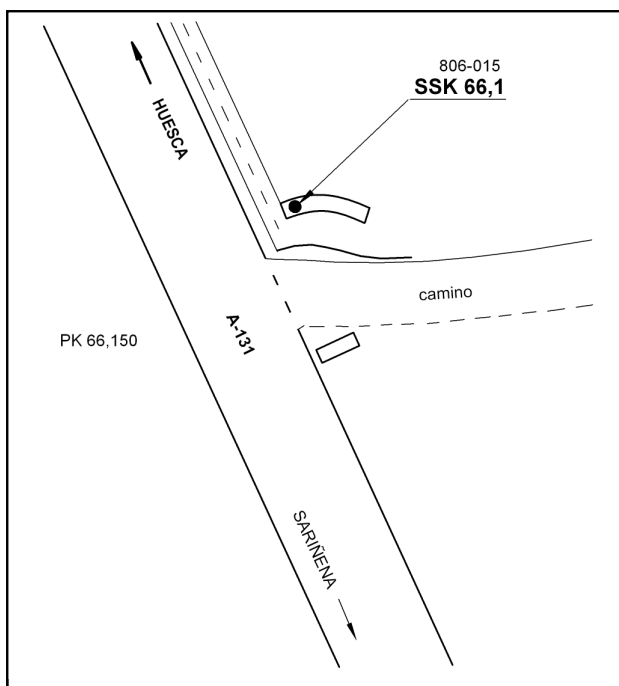 806-015
SSK 66,1
HUESCA
camino
A-131
PK 66,150
SARIÑENA